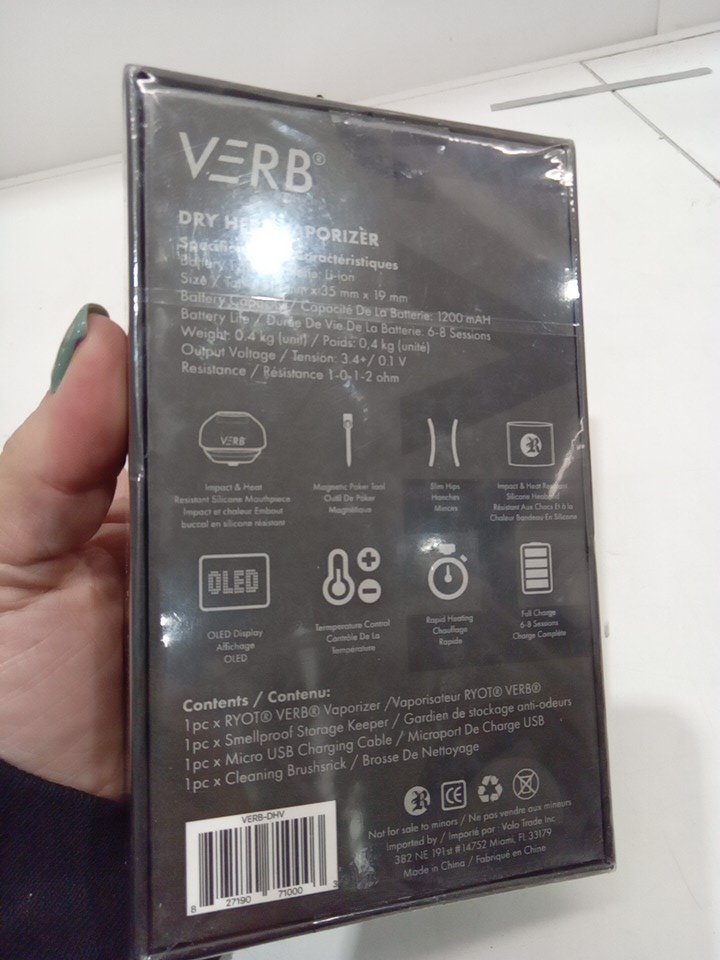 VERB®
DRY HERB VAPORIZER
Caractéristiques
Battery Li-ion
Size / x 35 mm x 19 mm
Battery Capacity / Capacité De La Batterie: 1200 mAH
Battery Life / Durée De Vie De La Batterie: 6-8 Sessions
Weight: 0.4 kg (unit) / Poids: 0,4 kg (unité)
Output Voltage / Tension: 3.4+/ 0.1 V
Resistance / Résistance 1-0-1-2 ohm
VERB
Impact & Heat
Resistant Silicone Mouthpiece
Impact et chaleur Embout
buccal en silicone résistant
Magnetic Poker Tool
Outil De Poker
Magnétique
Slim Hips
Hanches
Minces
R
Impact & Heat Resistant
Silicone Headband
Résistant Aux Chocs Et à la
Chaleur Bandeau En Silicone
OLED
OLED Display
Affichage
OLED
Termperature Control
Contrôle De La
Température
Rapid Heating
Chauffage
Rapide
Full Charge
6-8 Sessions
Charge Complète
Contents / Contenu:
1pc x RYOT® VERB® Vaporizer /Vaporisateur RYOT® VERB®
1pc x Smellproof Storage Keeper / Gardien de stockage anti-odeurs
1pc x Micro USB Charging Cable / Microport De Charge USB
1pc x Cleaning Brushsrick / Brosse De Nettoyage
R CE
Not for sale to minors / Ne pas vendre aux mineurs
Imported by / Importé par : Valo Trade Inc
382 NE 191st #14752 Miami, FL 33179
Made in China / Fabriqué en Chine
VERB-DHV
8 27190 71000 3